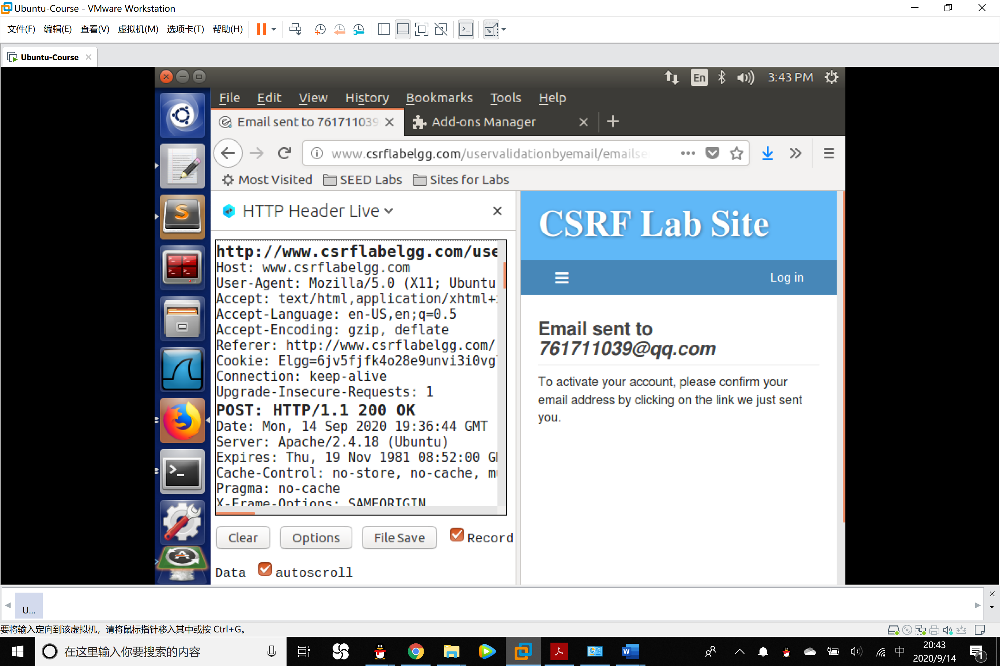 Ubuntu-Course - VMware Workstation
文件(F) 编辑(E) 查看(V) 虚拟机(M) 选项卡(T) 帮助(H)
Ubuntu-Course
En 3:43 PM
File Edit View History Bookmarks Tools Help
Email sent to 761711039
Add-ons Manager
www.csrflabelgg.com/uservalidationbyemail/emailse
Most Visited SEED Labs Sites for Labs
HTTP Header Live
http://www.csrflabelgg.com/use
Host: www.csrflabelgg.com
User-Agent: Mozilla/5.0 (X11; Ubuntu
Accept: text/html,application/xhtml+
Accept-Language: en-US,en;q=0.5
Accept-Encoding: gzip, deflate
Referer: http://www.csrflabelgg.com/
Cookie: Elgg=6jv5fjfk4o28e9unvi3i0vg
Connection: keep-alive
Upgrade-Insecure-Requests: 1
POST: HTTP/1.1 200 OK
Date: Mon, 14 Sep 2020 19:36:44 GMT
Server: Apache/2.4.18 (Ubuntu)
Expires: Thu, 19 Nov 1981 08:52:00 G
Cache-Control: no-store, no-cache, m
Pragma: no-cache
X-Frame-Options: SAMEORIGIN
Clear Options File Save Record
Data autoscroll
CSRF Lab Site
Log in
Email sent to
761711039@qq.com
To activate your account, please confirm your
email address by clicking on the link we just sent
you.
U...
要将输入定向到该虚拟机，请将鼠标指针移入其中或按 Ctrl+G。
在这里输入你要搜索的内容
中
20:43
2020/9/14
1